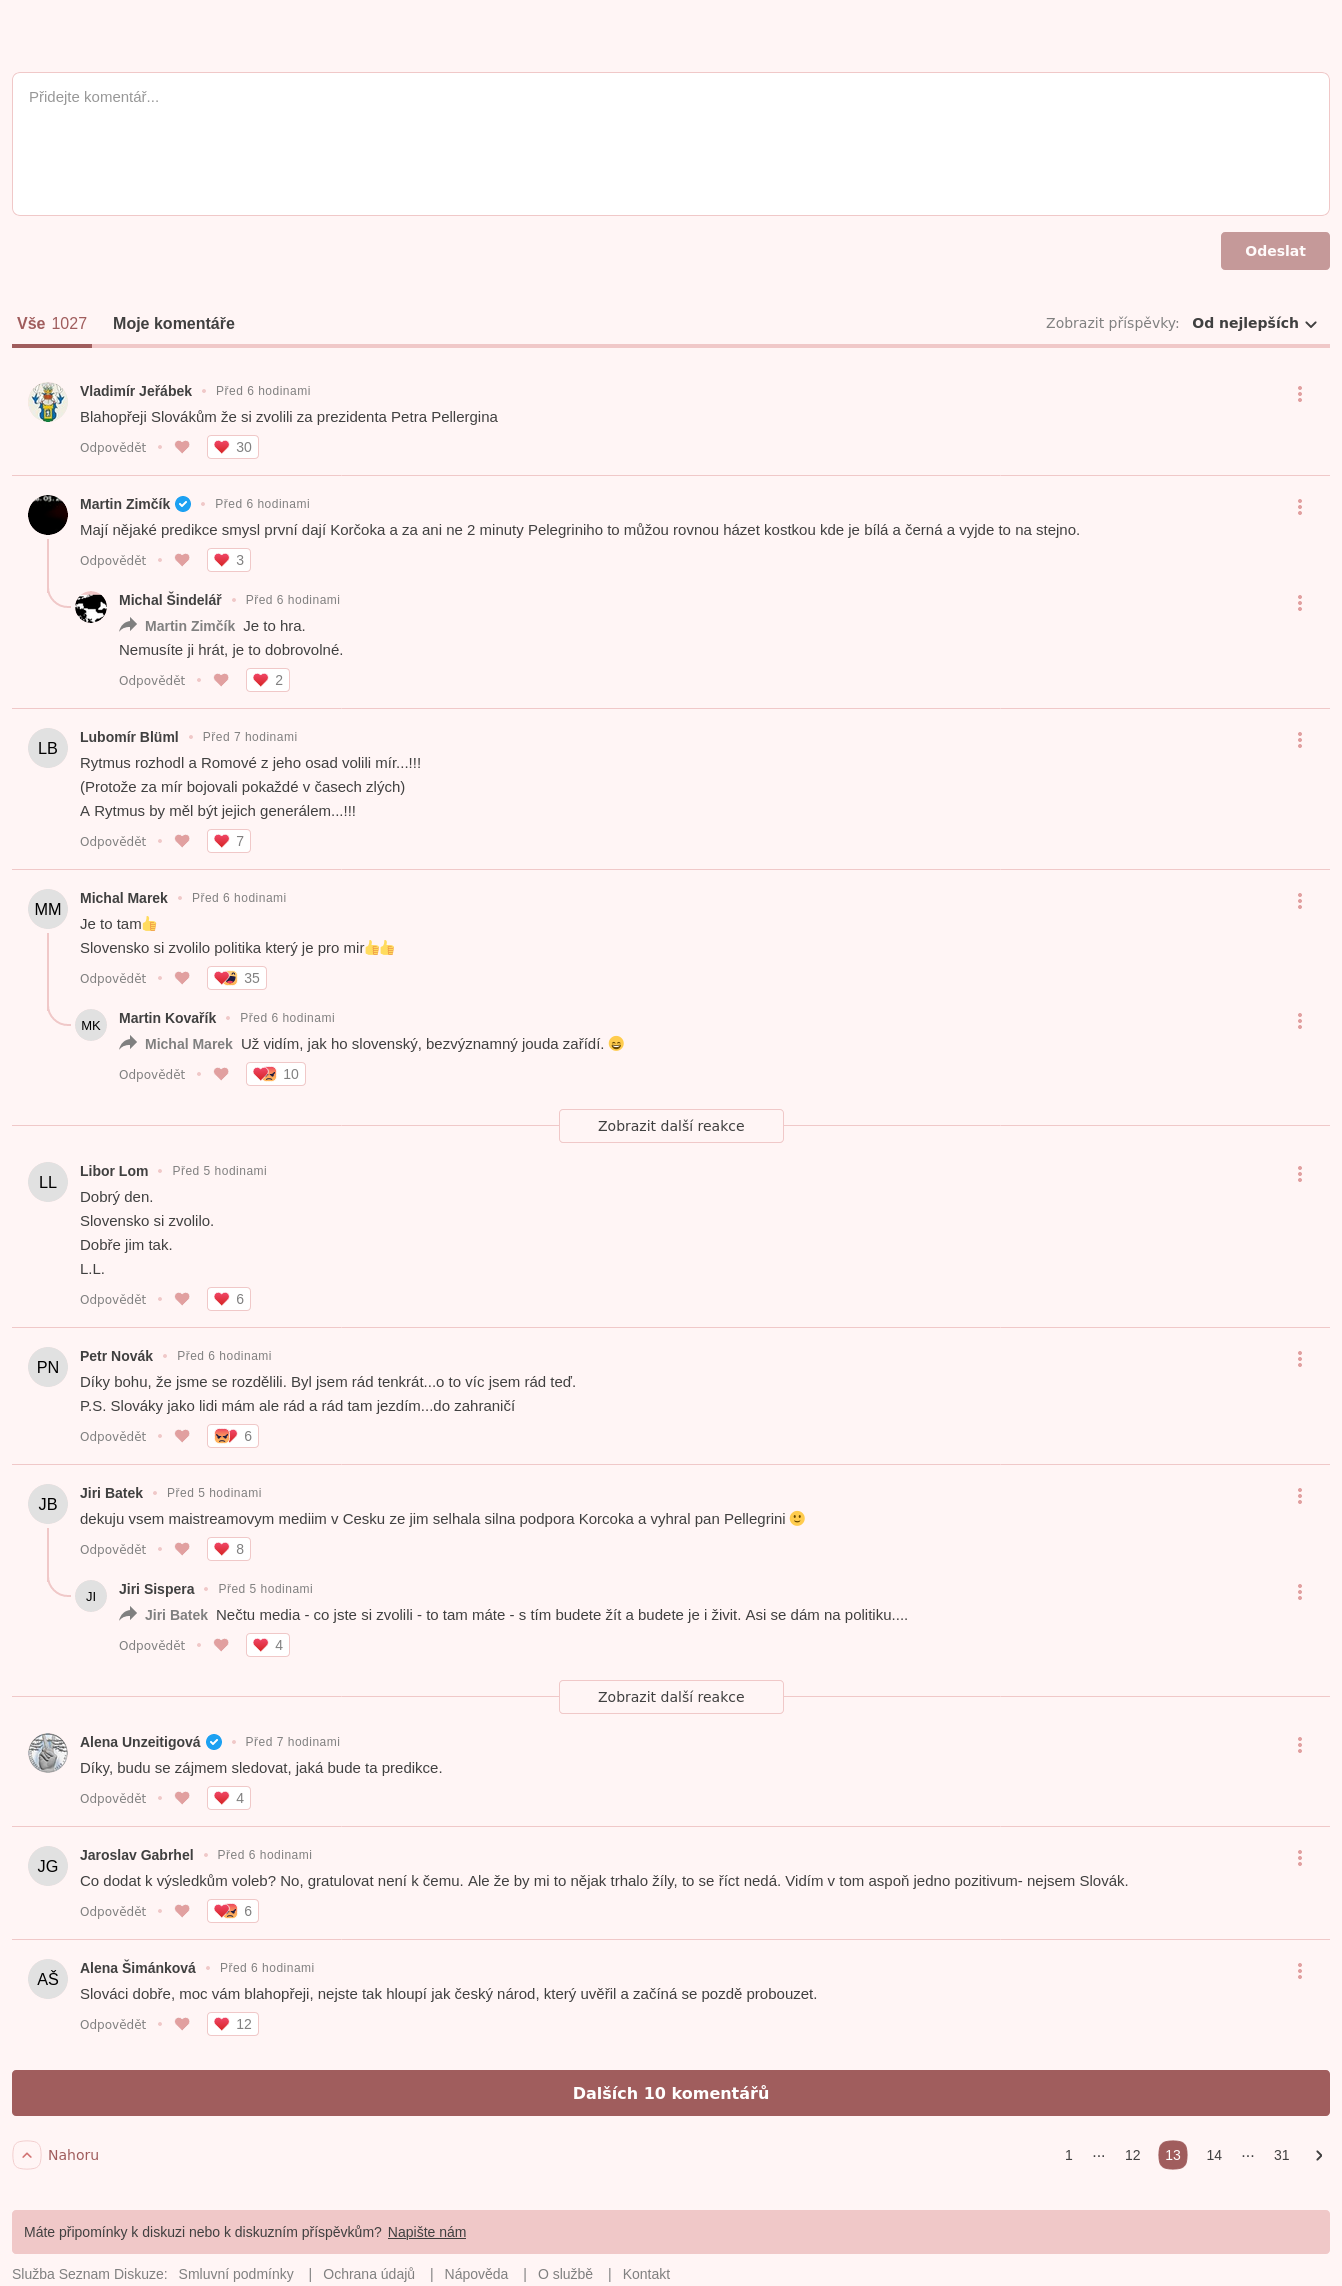 Přidejte komentář...
Odeslat
Vše 1027 Moje komentáře Zobrazit příspěvky: Od nejlepších
Vladimír Jeřábek • Před 6 hodinami
Blahopřeji Slovákům že si zvolili za prezidenta Petra Pellergina
Odpovědět • 30
Martin Zimčík • Před 6 hodinami
Mají nějaké predikce smysl první dají Korčoka a za ani ne 2 minuty Pelegriniho to můžou rovnou házet kostkou kde je bílá a černá a vyjde to na stejno.
Odpovědět • 3
Michal Šindelář • Před 6 hodinami
Martin Zimčík Je to hra.
Nemusíte ji hrát, je to dobrovolné.
Odpovědět • 2
LB Lubomír Blüml • Před 7 hodinami
Rytmus rozhodl a Romové z jeho osad volili mír...!!!
(Protože za mír bojovali pokaždé v časech zlých)
A Rytmus by měl být jejich generálem...!!!
Odpovědět • 7
MM Michal Marek • Před 6 hodinami
Je to tam👍
Slovensko si zvolilo politika který je pro mir👍👍
Odpovědět • 35
MK Martin Kovařík • Před 6 hodinami
Michal Marek Už vidím, jak ho slovenský, bezvýznamný jouda zařídí. 😄
Odpovědět • 10
Zobrazit další reakce
LL Libor Lom • Před 5 hodinami
Dobrý den.
Slovensko si zvolilo.
Dobře jim tak.
L.L.
Odpovědět • 6
PN Petr Novák • Před 6 hodinami
Díky bohu, že jsme se rozdělili. Byl jsem rád tenkrát...o to víc jsem rád teď.
P.S. Slováky jako lidi mám ale rád a rád tam jezdím...do zahraničí
Odpovědět • 6
JB Jiri Batek • Před 5 hodinami
dekuju vsem maistreamovym mediim v Cesku ze jim selhala silna podpora Korcoka a vyhral pan Pellegrini 🙂
Odpovědět • 8
JI Jiri Sispera • Před 5 hodinami
Jiri Batek Nečtu media - co jste si zvolili - to tam máte - s tím budete žít a budete je i živit. Asi se dám na politiku....
Odpovědět • 4
Zobrazit další reakce
Alena Unzeitigová • Před 7 hodinami
Díky, budu se zájmem sledovat, jaká bude ta predikce.
Odpovědět • 4
JG Jaroslav Gabrhel • Před 6 hodinami
Co dodat k výsledkům voleb? No, gratulovat není k čemu. Ale že by mi to nějak trhalo žíly, to se říct nedá. Vidím v tom aspoň jedno pozitivum- nejsem Slovák.
Odpovědět • 6
AŠ Alena Šimánková • Před 6 hodinami
Slováci dobře, moc vám blahopřeji, nejste tak hloupí jak český národ, který uvěřil a začíná se pozdě probouzet.
Odpovědět • 12
Dalších 10 komentářů
Nahoru 1 ... 12 13 14 ... 31
Máte připomínky k diskuzi nebo k diskuzním příspěvkům? Napište nám
Služba Seznam Diskuze: Smluvní podmínky | Ochrana údajů | Nápověda | O službě | Kontakt